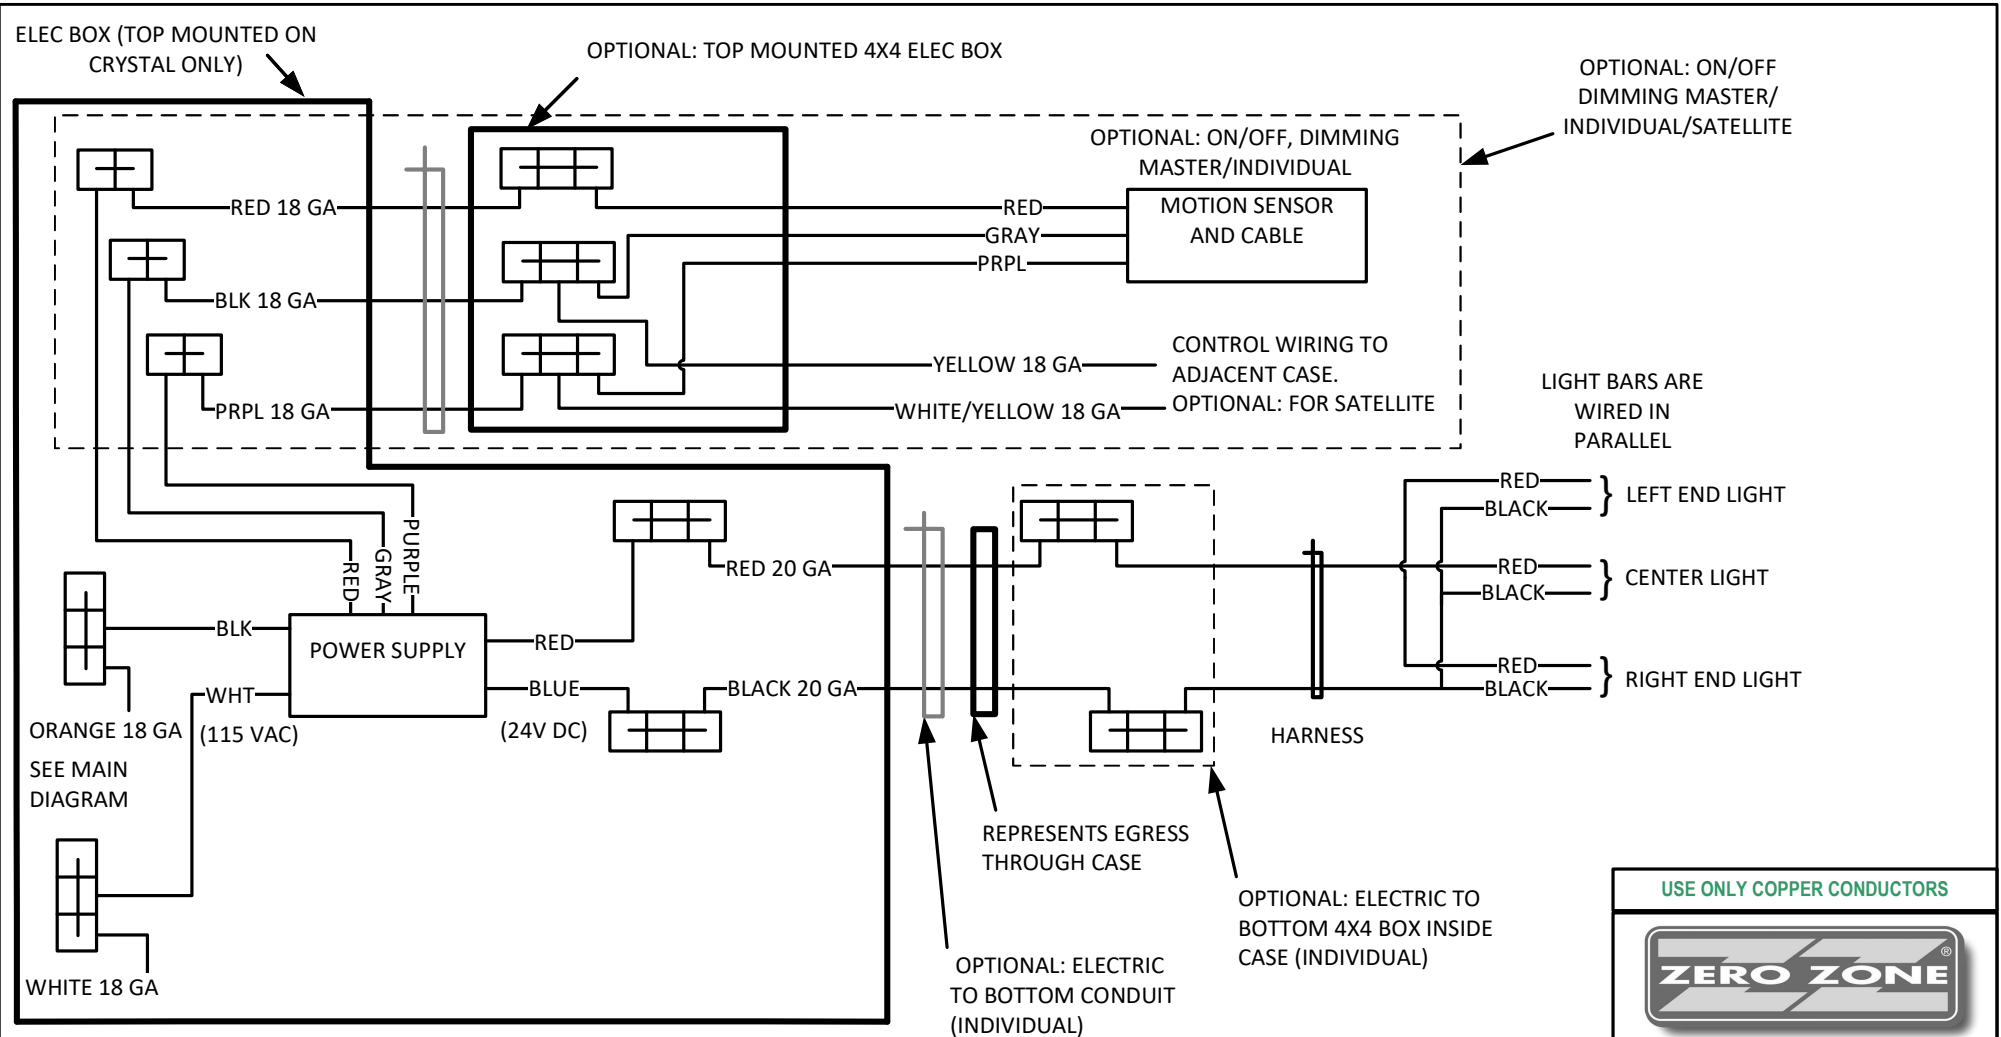 ELEC BOX (TOP MOUNTED ON
CRYSTAL ONLY)
OPTIONAL: TOP MOUNTED 4X4 ELEC BOX
OPTIONAL: ON/OFF
DIMMING MASTER/
INDIVIDUAL/SATELLITE
OPTIONAL: ON/OFF, DIMMING
MASTER/INDIVIDUAL
MOTION SENSOR
AND CABLE
RED 18 GA
RED
GRAY
PRPL
BLK 18 GA
PRPL 18 GA
YELLOW 18 GA
WHITE/YELLOW 18 GA
CONTROL WIRING TO
ADJACENT CASE.
OPTIONAL: FOR SATELLITE
LIGHT BARS ARE
WIRED IN
PARALLEL
RED
BLACK
} LEFT END LIGHT
RED
BLACK
} CENTER LIGHT
RED
BLACK
} RIGHT END LIGHT
RED
GRAY
PURPLE
BLK
POWER SUPPLY
RED
RED 20 GA
WHT
BLUE
BLACK 20 GA
ORANGE 18 GA
(115 VAC)
(24V DC)
HARNESS
SEE MAIN
DIAGRAM
REPRESENTS EGRESS
THROUGH CASE
OPTIONAL: ELECTRIC TO
BOTTOM 4X4 BOX INSIDE
CASE (INDIVIDUAL)
OPTIONAL: ELECTRIC
TO BOTTOM CONDUIT
(INDIVIDUAL)
WHITE 18 GA
USE ONLY COPPER CONDUCTORS
ZERO ZONE ®